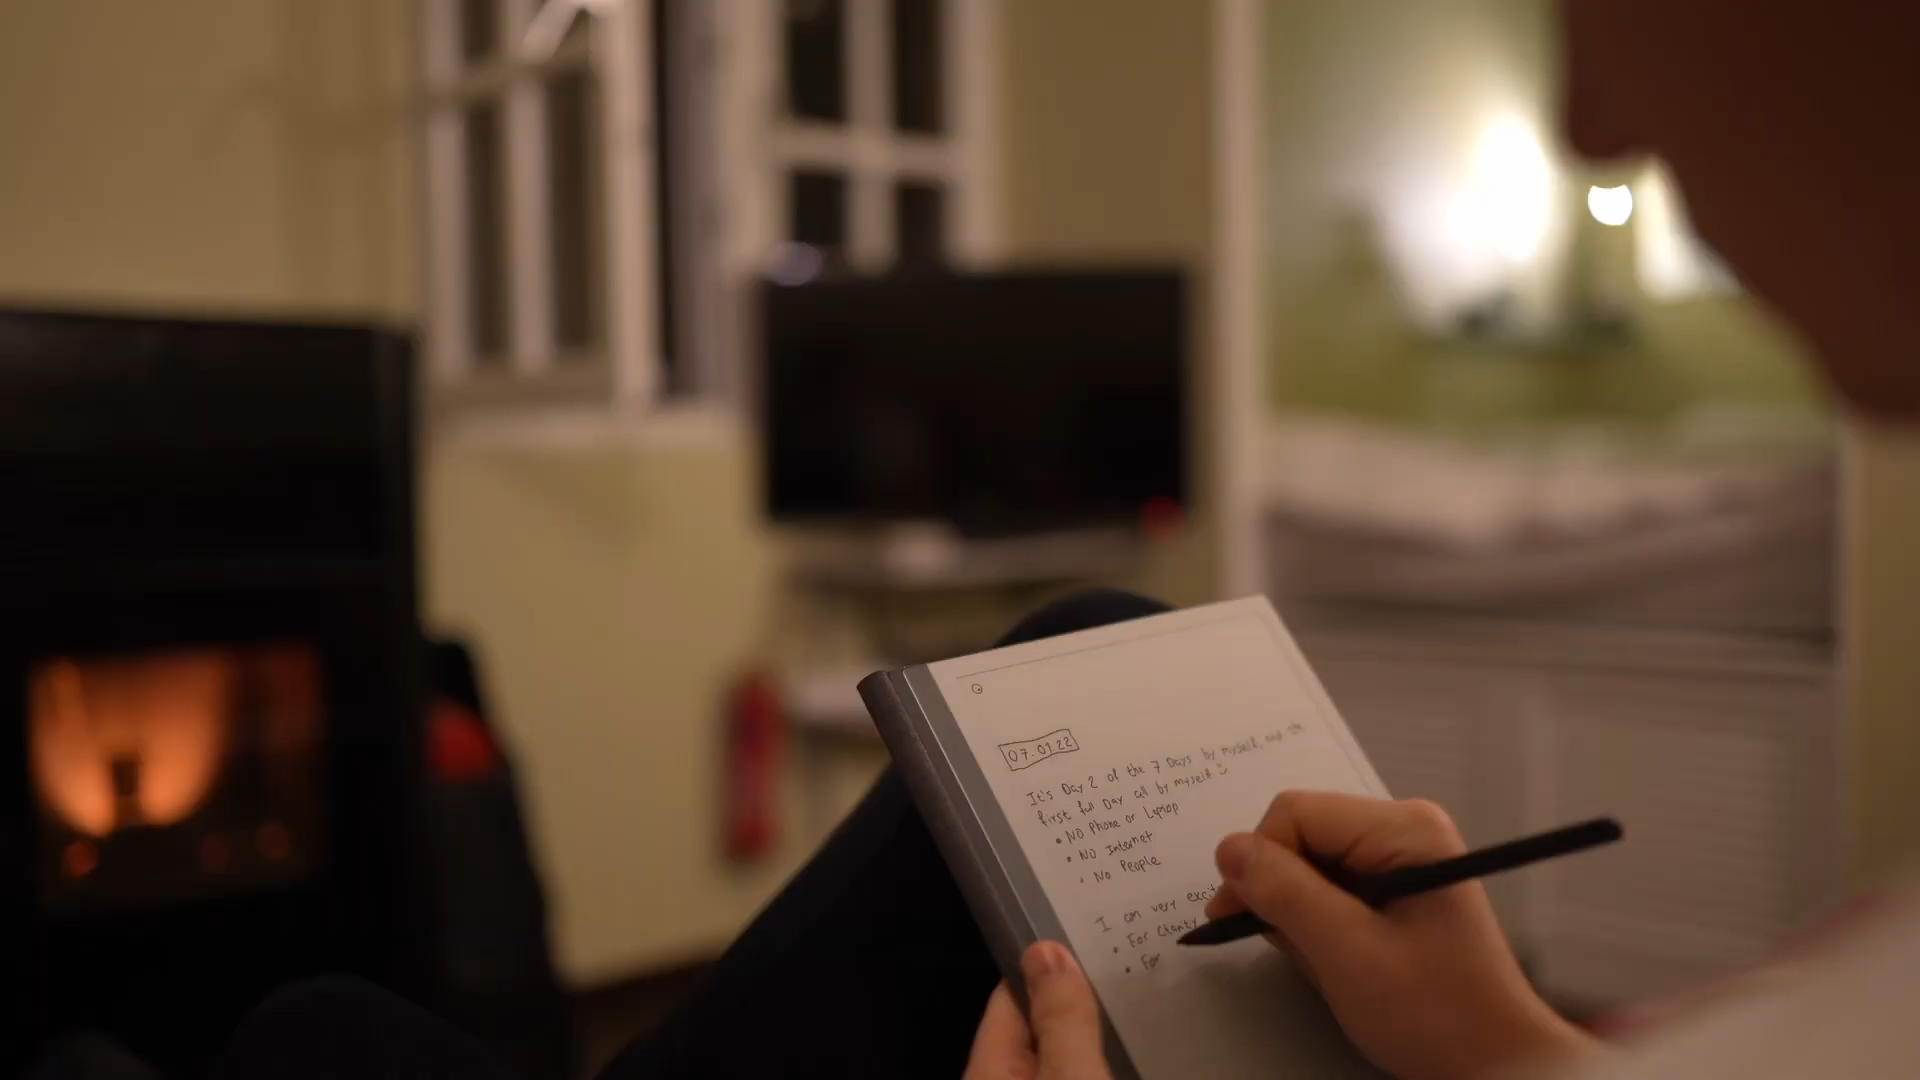 07.01.22
It's Day 2 of the 7 Days by myself, and the
first full Day all by myself
• NO Phone or Laptop
• NO Internet
• No People
I am very
• For Clarity
• For